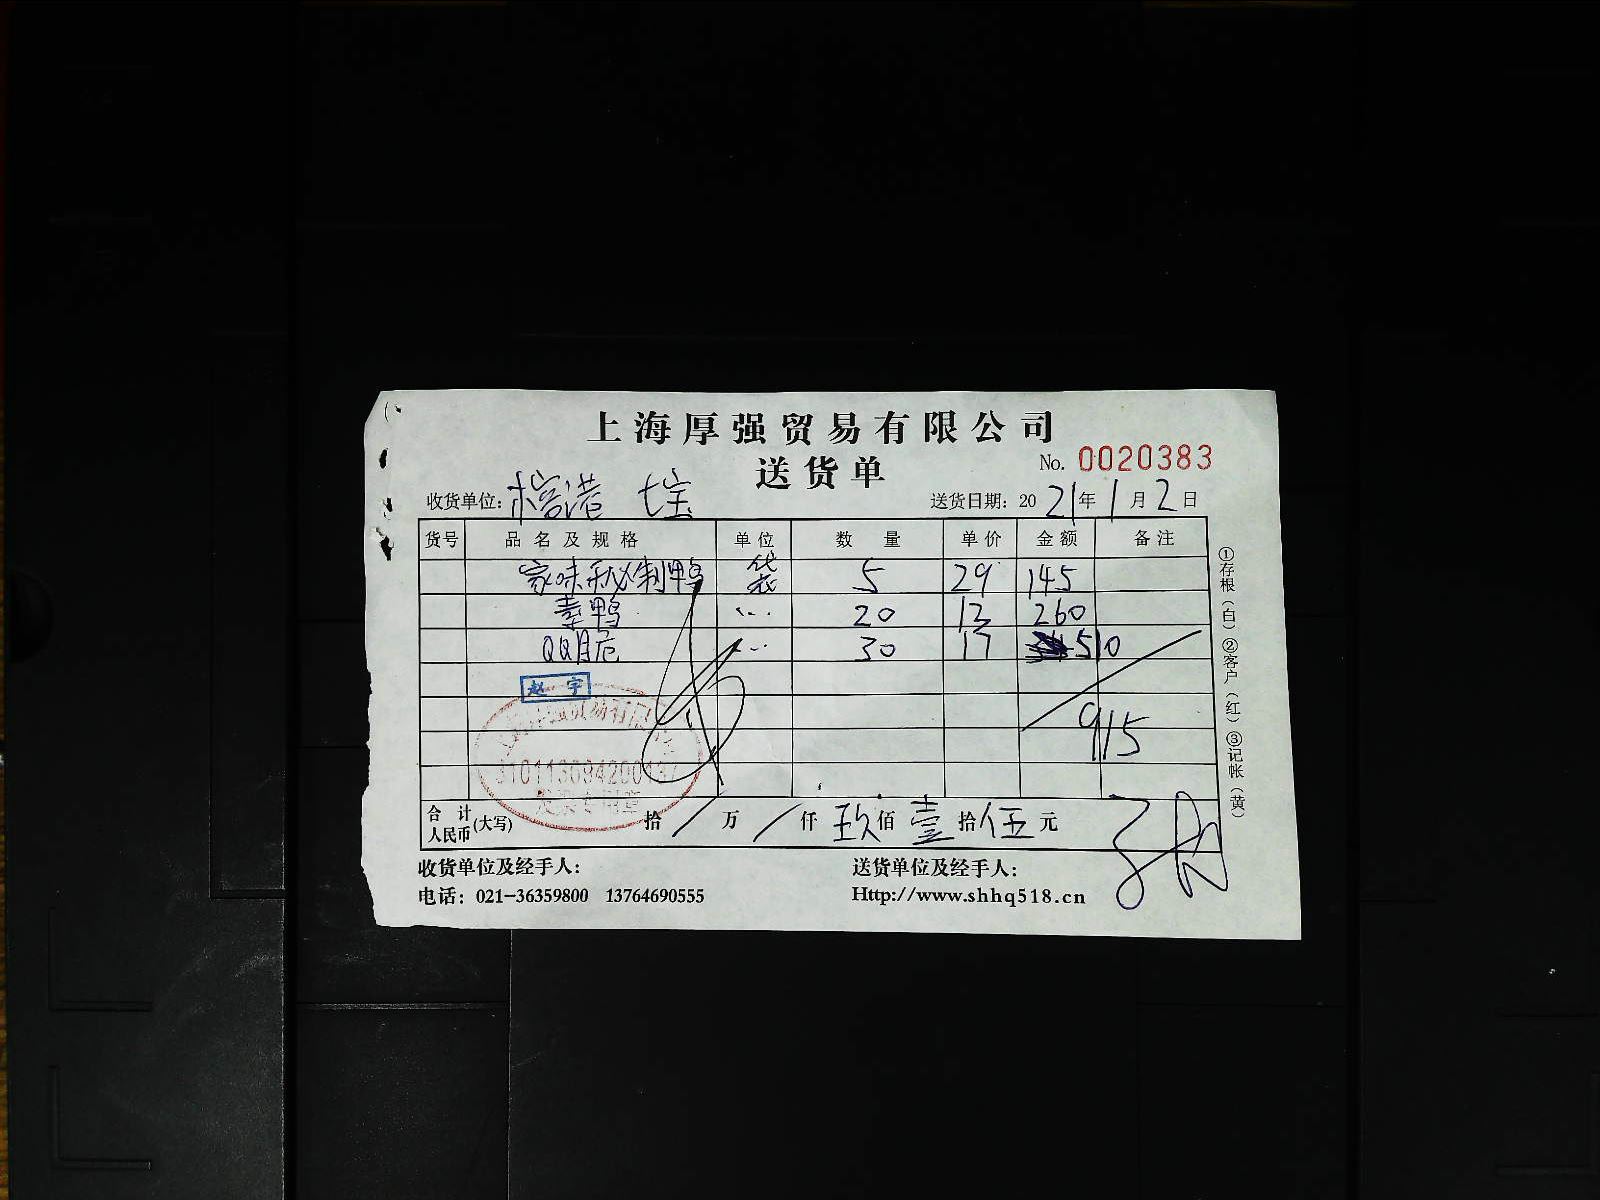 上海厚强贸易有限公司
送货单
No. 0020383
收货单位: 榕港 七宝
送货日期: 2021年1月2日
货号 品名及规格 单位 数量 单价 金额 备注
家味秘制鸭 袋 5 29 145
素鸭 〃 20 13 260
QQ肠 〃 30 17 510
赵宇
915
合计人民币(大写) 拾/万/仟玖佰壹拾伍元
收货单位及经手人:
送货单位及经手人:
电话: 021-36359800 13764690555
Http://www.shhq518.cn
①存根(白)②客户(红)③记帐(黄)